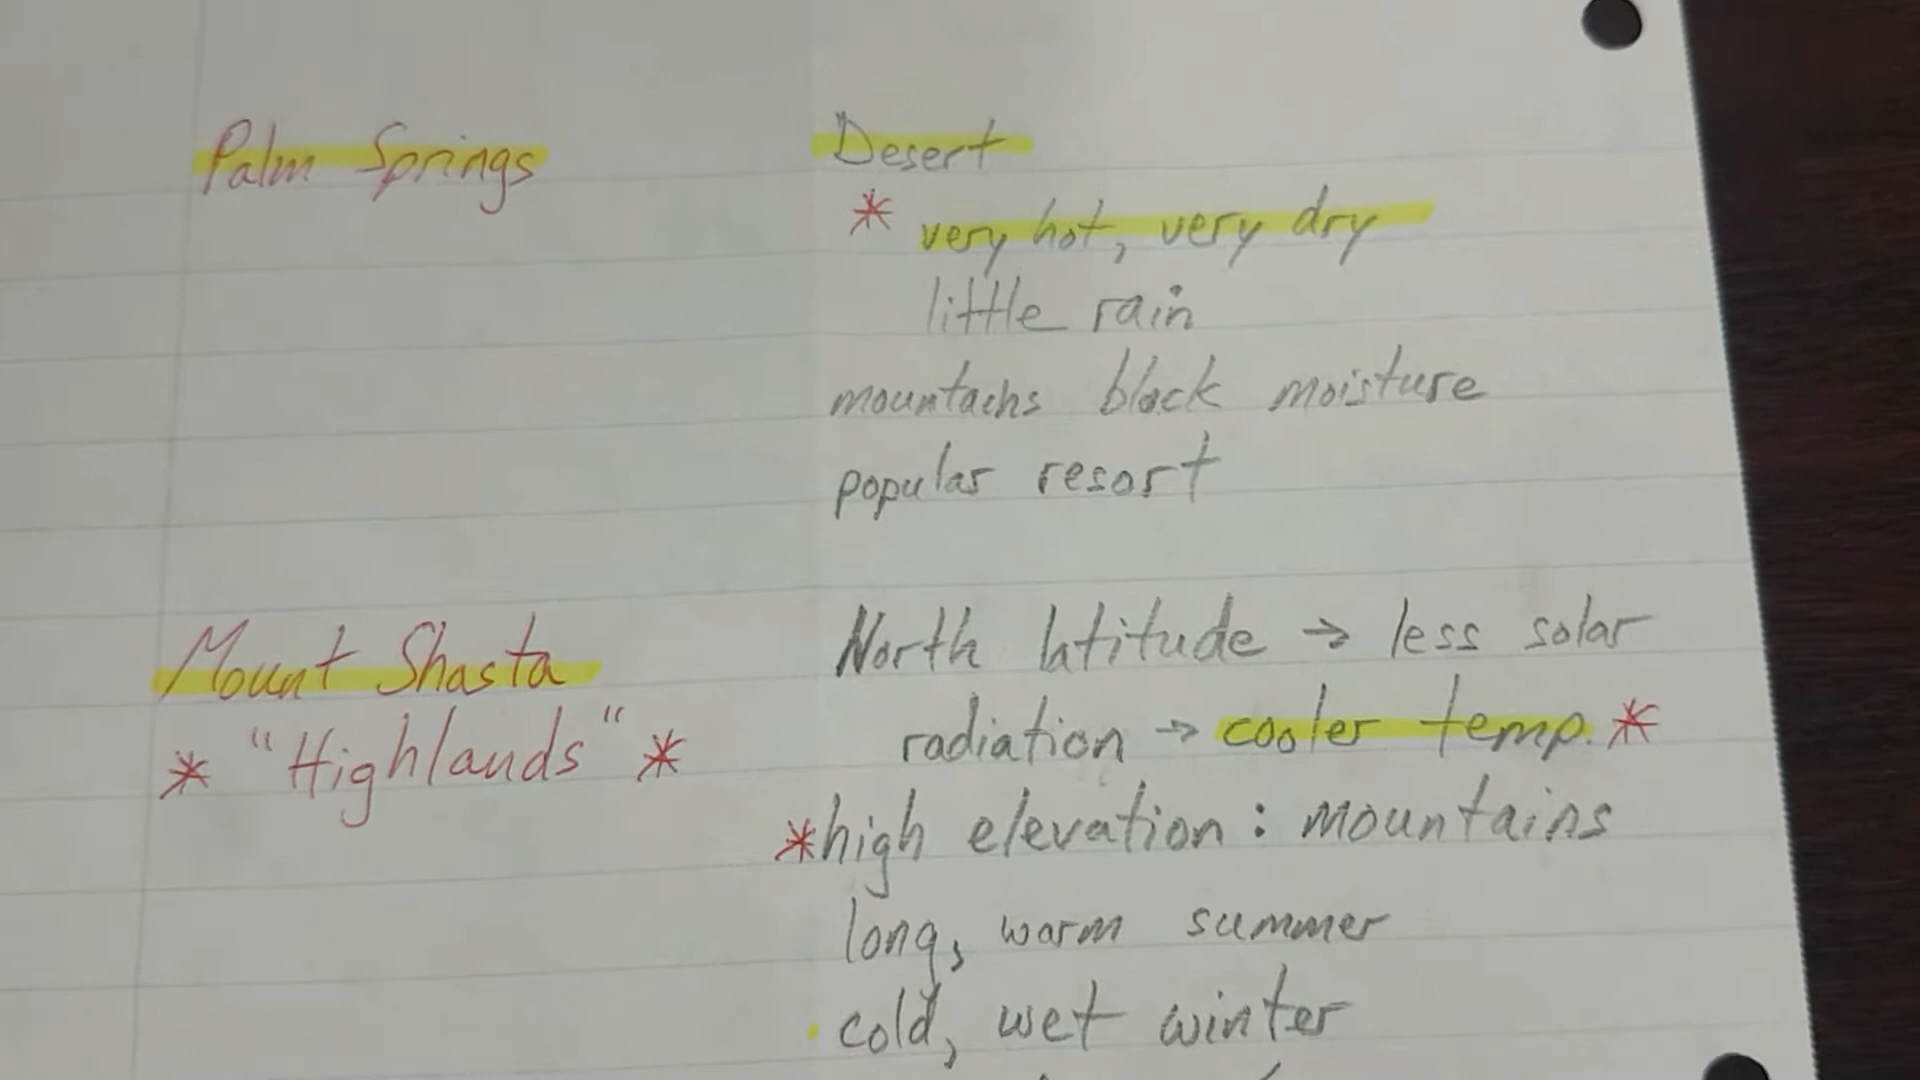 Palm Springs
Desert
* very hot, very dry
little rain
mountains block moisture
popular resort
Mount Shasta
* "Highlands" *
North latitude → less solar
radiation → cooler temp. *
* high elevation : mountains
long, warm summer
cold, wet winter